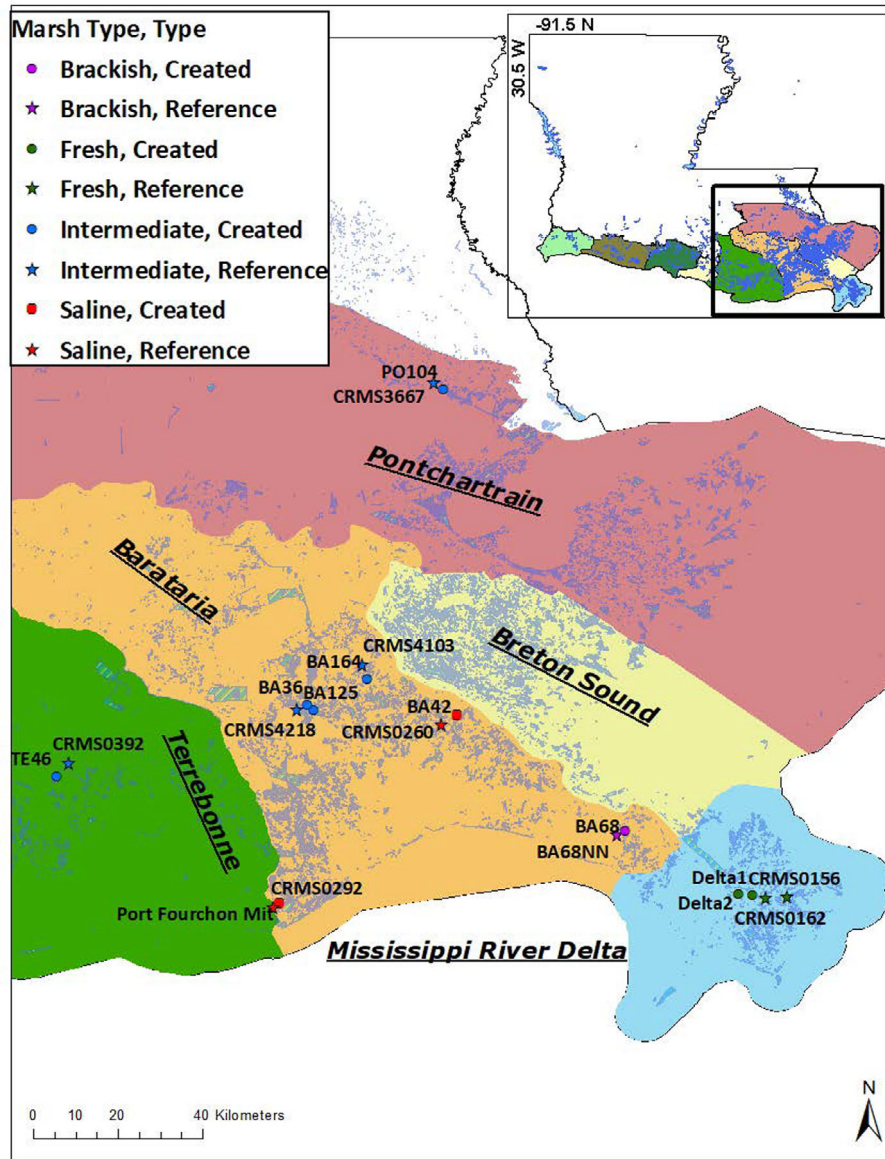 Marsh Type, Type
Brackish, Created
Brackish, Reference
Fresh, Created
Fresh, Reference
Intermediate, Created
Intermediate, Reference
Saline, Created
Saline, Reference
-91.5 N
30.5 W
PO104
CRMS3667
Pontchartrain
Barataria
CRMS4103
BA164
BA36
BA125
CRMS4218
BA42
CRMS0260
Breton Sound
CRMS0392
TE46
Terrebonne
BA68
BA68NN
CRMS0292
Port Fourchon Mit
Delta1
CRMS0156
Delta2
CRMS0162
Mississippi River Delta
0 10 20 40 Kilometers
N